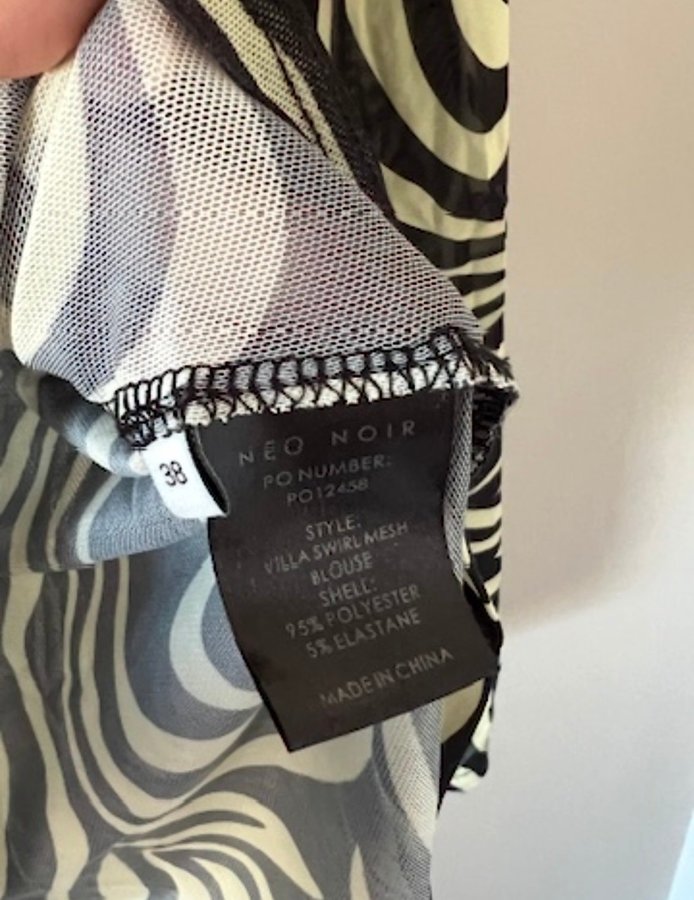 38
NEO NOIR
PO NUMBER:
PO12458
STYLE:
VILLA SWIRL MESH
BLOUSE
SHELL:
95% POLYESTER
5% ELASTANE
MADE IN CHINA